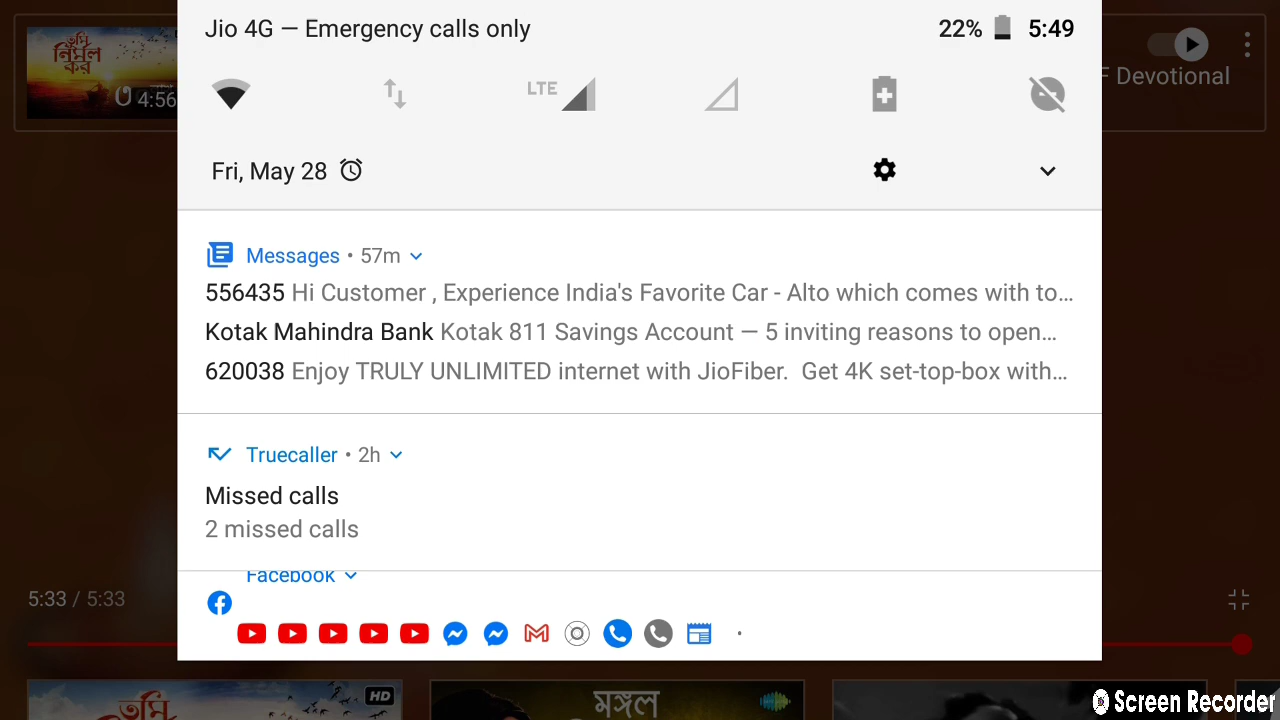 Jio 4G — Emergency calls only
22%
5:49
LTE
Fri, May 28
Messages • 57m
556435 Hi Customer , Experience India's Favorite Car - Alto which comes with to…
Kotak Mahindra Bank Kotak 811 Savings Account — 5 inviting reasons to open…
620038 Enjoy TRULY UNLIMITED internet with JioFiber.  Get 4K set-top-box with…
Truecaller • 2h
Missed calls
2 missed calls
Facebook
তুমি
নির্মল
কর
4:56
F Devotional
5:33 / 5:33
তুমি
HD
মঙ্গল
Screen Recorder